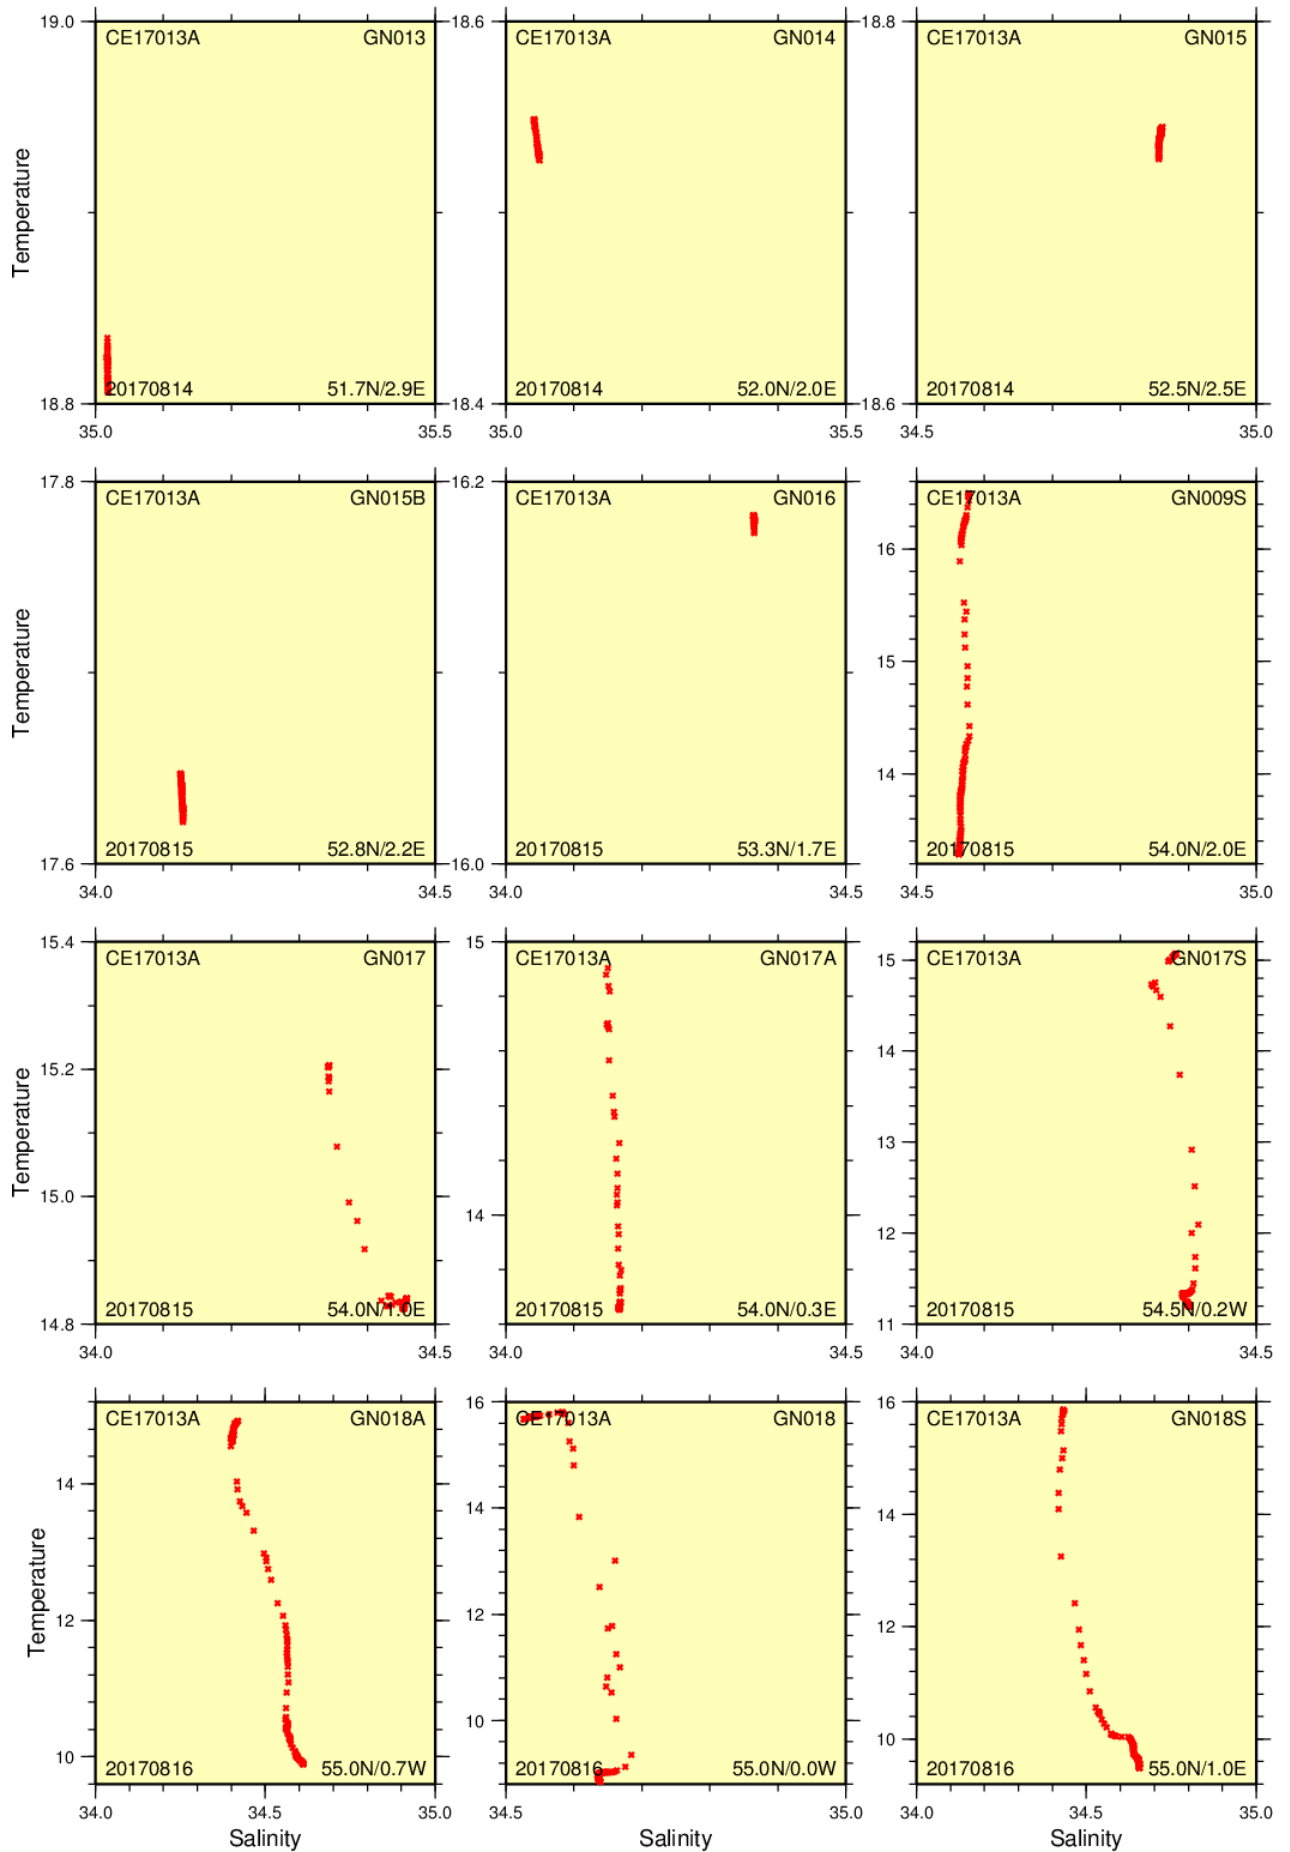 19.0 18.6 18.8
CE17013A GN013 CE17013A GN014 CE17013A GN015
Temperature
20170814 51.7N/2.9E 20170814 52.0N/2.0E 20170814 52.5N/2.5E
18.8 18.4 18.6
35.0 35.5 35.0 35.5 34.5 35.0
17.8 16.2
CE17013A GN015B CE17013A GN016 CE17013A GN009S
16
Temperature
15
14
20170815 52.8N/2.2E 20170815 53.3N/1.7E 20170815 54.0N/2.0E
17.6 16.0
34.0 34.5 34.0 34.5 34.5 35.0
15.4 15
CE17013A GN017 CE17013A GN017A CE17013A GN017S
15
15.2 14
Temperature
13
15.0 14 12
20170815 54.0N/1.0E 20170815 54.0N/0.3E 20170815 54.5N/0.2W
14.8 11
34.0 34.5 34.0 34.5 34.0 34.5
16 16
CE17013A GN018A CE17013A GN018 CE17013A GN018S
14 14 14
Temperature
12 12 12
10 10 10
20170816 55.0N/0.7W 20170816 55.0N/0.0W 20170816 55.0N/1.0E
34.0 34.5 35.0 34.5 35.0 34.0 34.5 35.0
Salinity Salinity Salinity